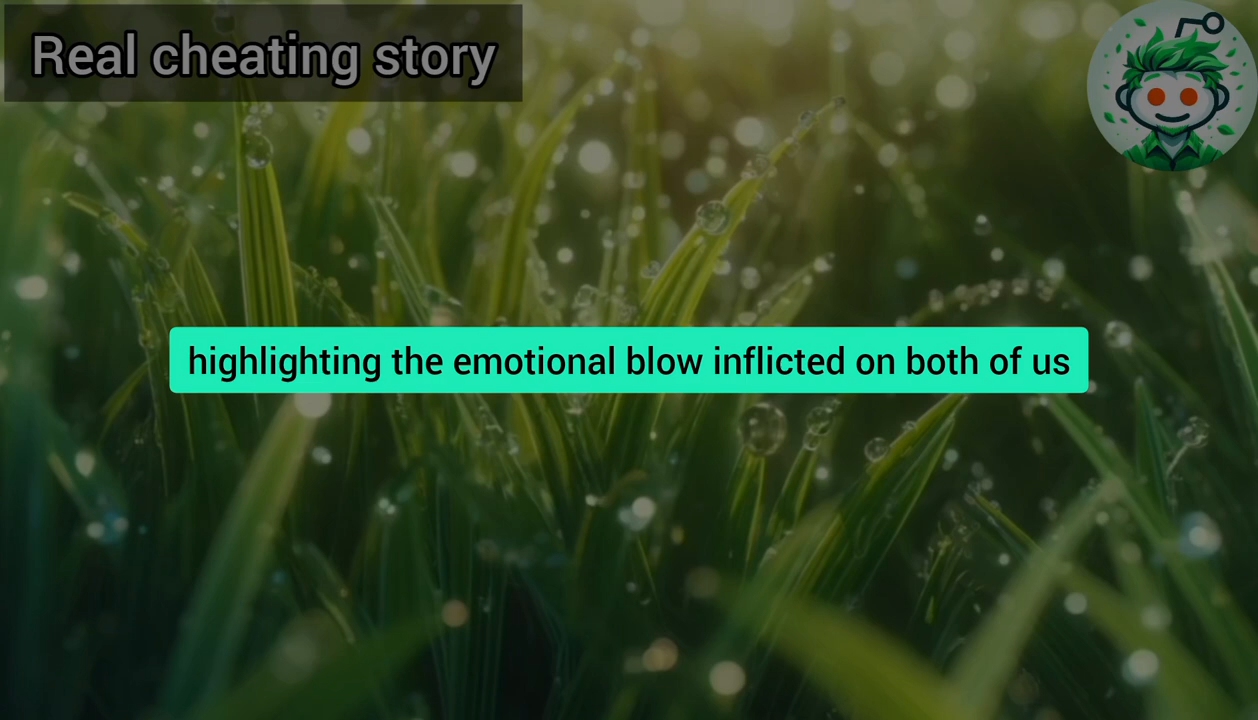 Real cheating story
highlighting the emotional blow inflicted on both of us